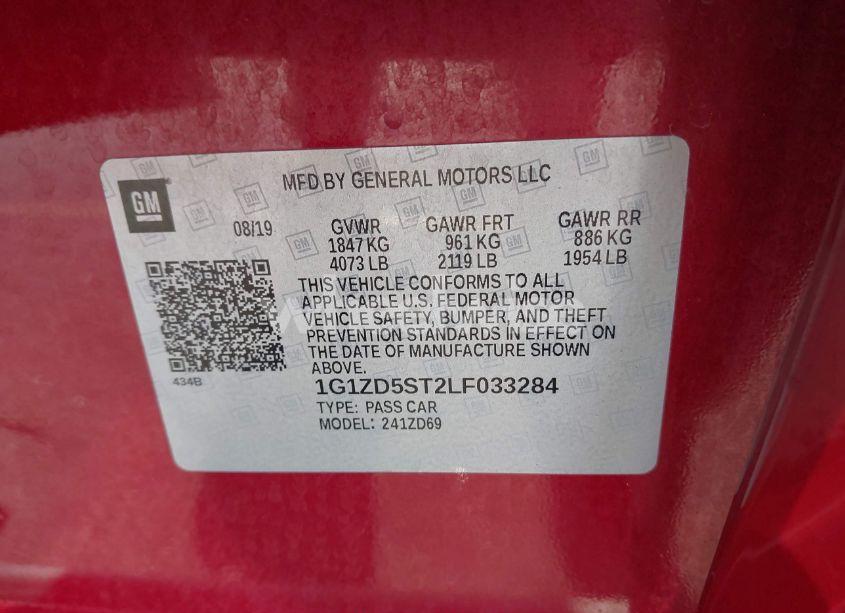 GM
MFD BY GENERAL MOTORS LLC
08/19
GVWR GAWR FRT GAWR RR
1847 KG 961 KG 886 KG
4073 LB 2119 LB 1954 LB
THIS VEHICLE CONFORMS TO ALL
APPLICABLE U.S. FEDERAL MOTOR
VEHICLE SAFETY, BUMPER, AND THEFT
PREVENTION STANDARDS IN EFFECT ON
THE DATE OF MANUFACTURE SHOWN
ABOVE.
434B
1G1ZD5ST2LF033284
TYPE: PASS CAR
MODEL: 241ZD69